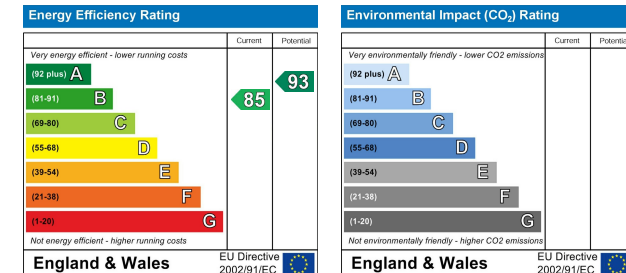 Energy Efficiency Rating
Current Potential
Very energy efficient - lower running costs
(92 plus) A
(81-91) B
(69-80) C
(55-68) D
(39-54) E
(21-38) F
(1-20) G
85
93
Not energy efficient - higher running costs
England & Wales
EU Directive
2002/91/EC
Environmental Impact (CO₂) Rating
Current Potential
Very environmentally friendly - lower CO2 emissions
(92 plus) A
(81-91) B
(69-80) C
(55-68) D
(39-54) E
(21-38) F
(1-20) G
Not environmentally friendly - higher CO2 emissions
England & Wales
EU Directive
2002/91/EC